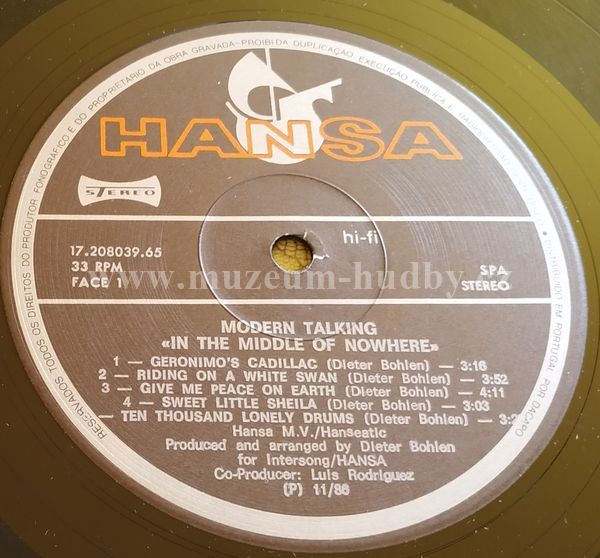 RESERVADOS TODOS OS DIREITOS DO PRODUTOR FONOGRÁFICO E DO PROPRIETÁRIO DA OBRA GRAVADA-PROIBIDA DUPLICAÇÃO, EXECUÇÃO PÚBLICA E
DISTRIBUIDO EM PORTUGAL POR DACAPO
HANSA
STEREO
17.208039.65
33 RPM
FACE 1
hi-fi
SPA
STEREO
www.muzeum-hudby.cz
MODERN TALKING
«IN THE MIDDLE OF NOWHERE»
1 — GERONIMO'S CADILLAC (Dieter Bohlen) — 3:16
2 — RIDING ON A WHITE SWAN (Dieter Bohlen) — 3:52
3 — GIVE ME PEACE ON EARTH (Dieter Bohlen) — 4:11
4 — SWEET LITTLE SHEILA (Dieter Bohlen) — 3:03
— TEN THOUSAND LONELY DRUMS (Dieter Bohlen) —
Hansa M.V./Hanseatic
Produced and arranged by Dieter Bohlen
for Intersong/HANSA
Co-Producer: Luis Rodriguez
(P) 11/86